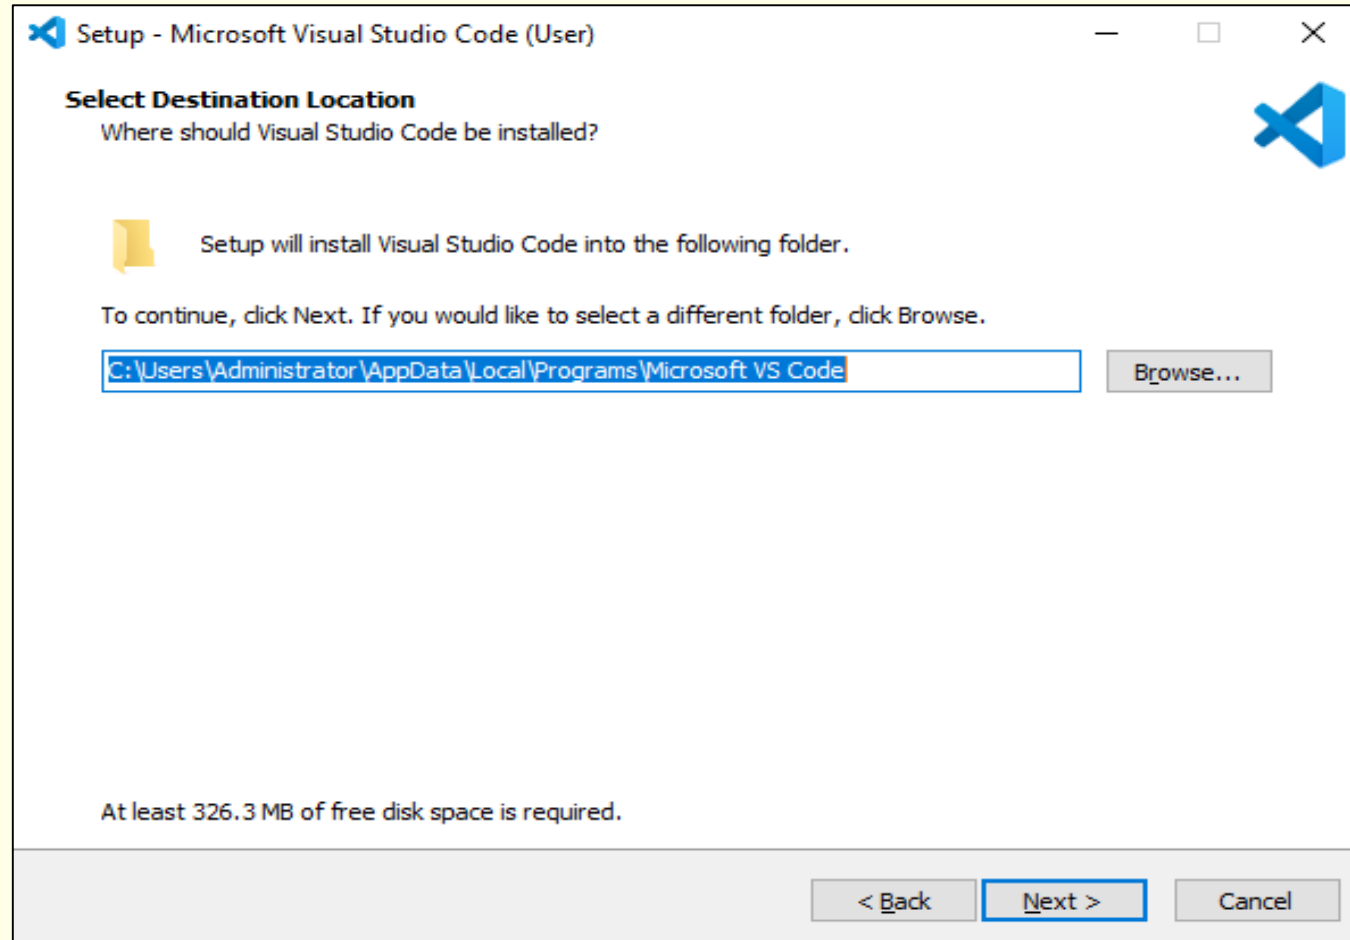 Setup - Microsoft Visual Studio Code (User)
Select Destination Location
Where should Visual Studio Code be installed?
Setup will install Visual Studio Code into the following folder.
To continue, click Next. If you would like to select a different folder, click Browse.
C:\Users\Administrator\AppData\Local\Programs\Microsoft VS Code
Browse...
At least 326.3 MB of free disk space is required.
< Back
Next >
Cancel